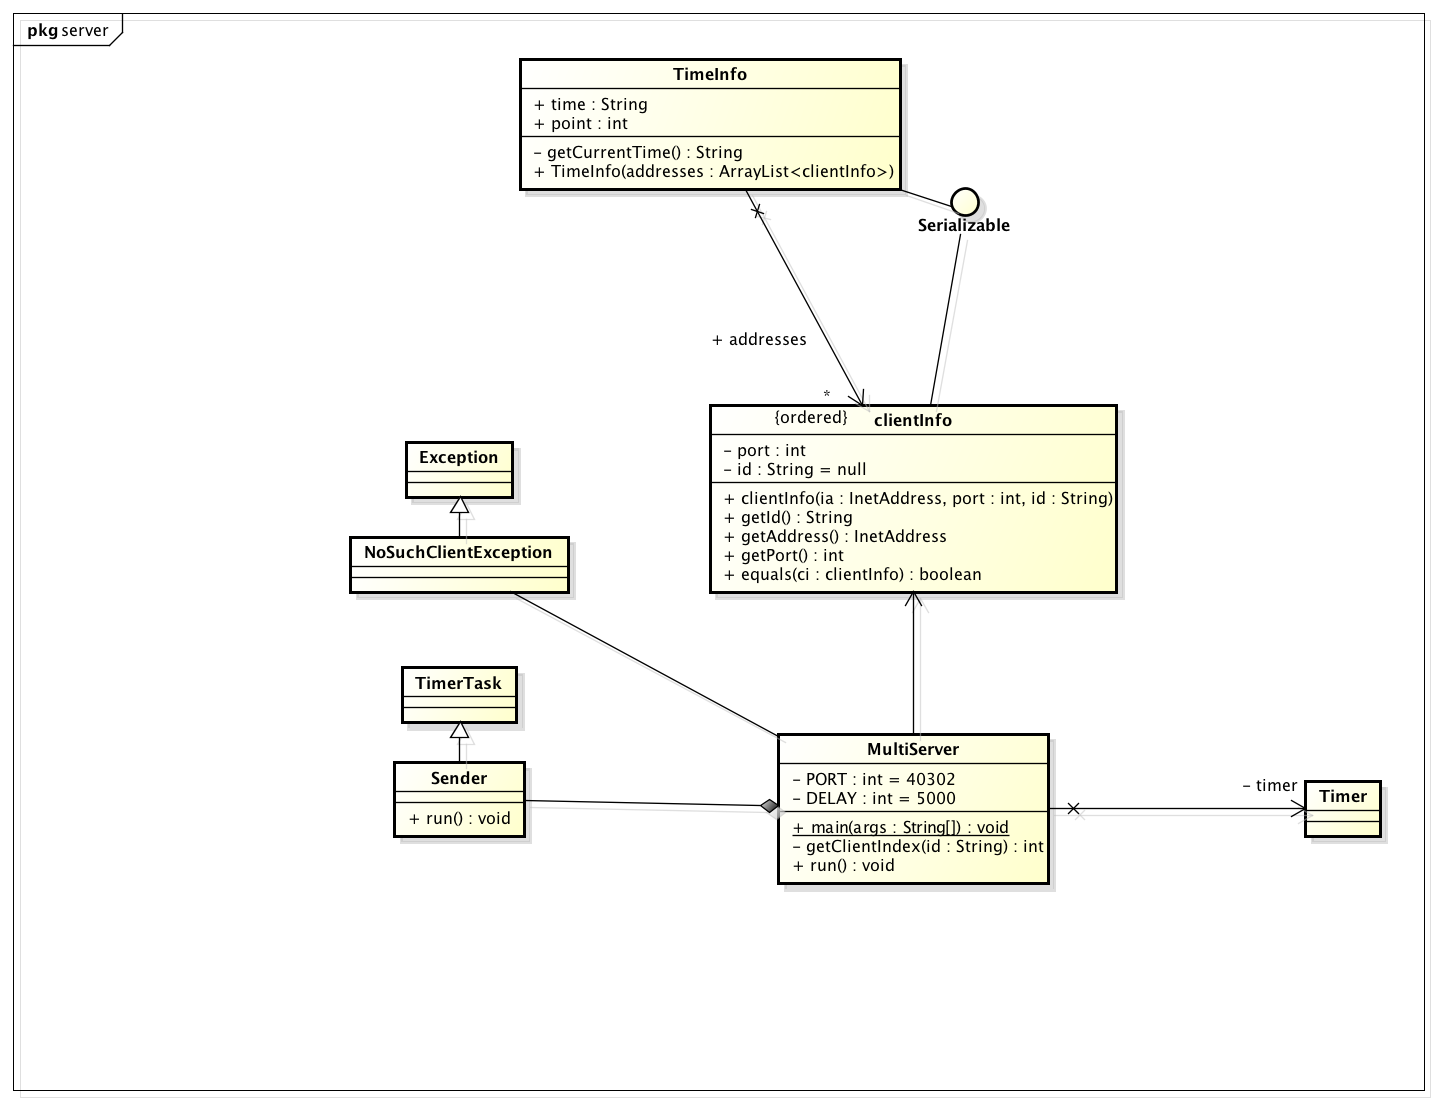 pkg server
TimeInfo
+ time : String
+ point : int
– getCurrentTime() : String
+ TimeInfo(addresses : ArrayList<clientInfo>)
Serializable
+ addresses
*
{ordered}
clientInfo
– port : int
– id : String = null
+ clientInfo(ia : InetAddress, port : int, id : String)
+ getId() : String
+ getAddress() : InetAddress
+ getPort() : int
+ equals(ci : clientInfo) : boolean
Exception
NoSuchClientException
TimerTask
Sender
+ run() : void
MultiServer
– PORT : int = 40302
– DELAY : int = 5000
+ main(args : String[]) : void
– getClientIndex(id : String) : int
+ run() : void
– timer
Timer